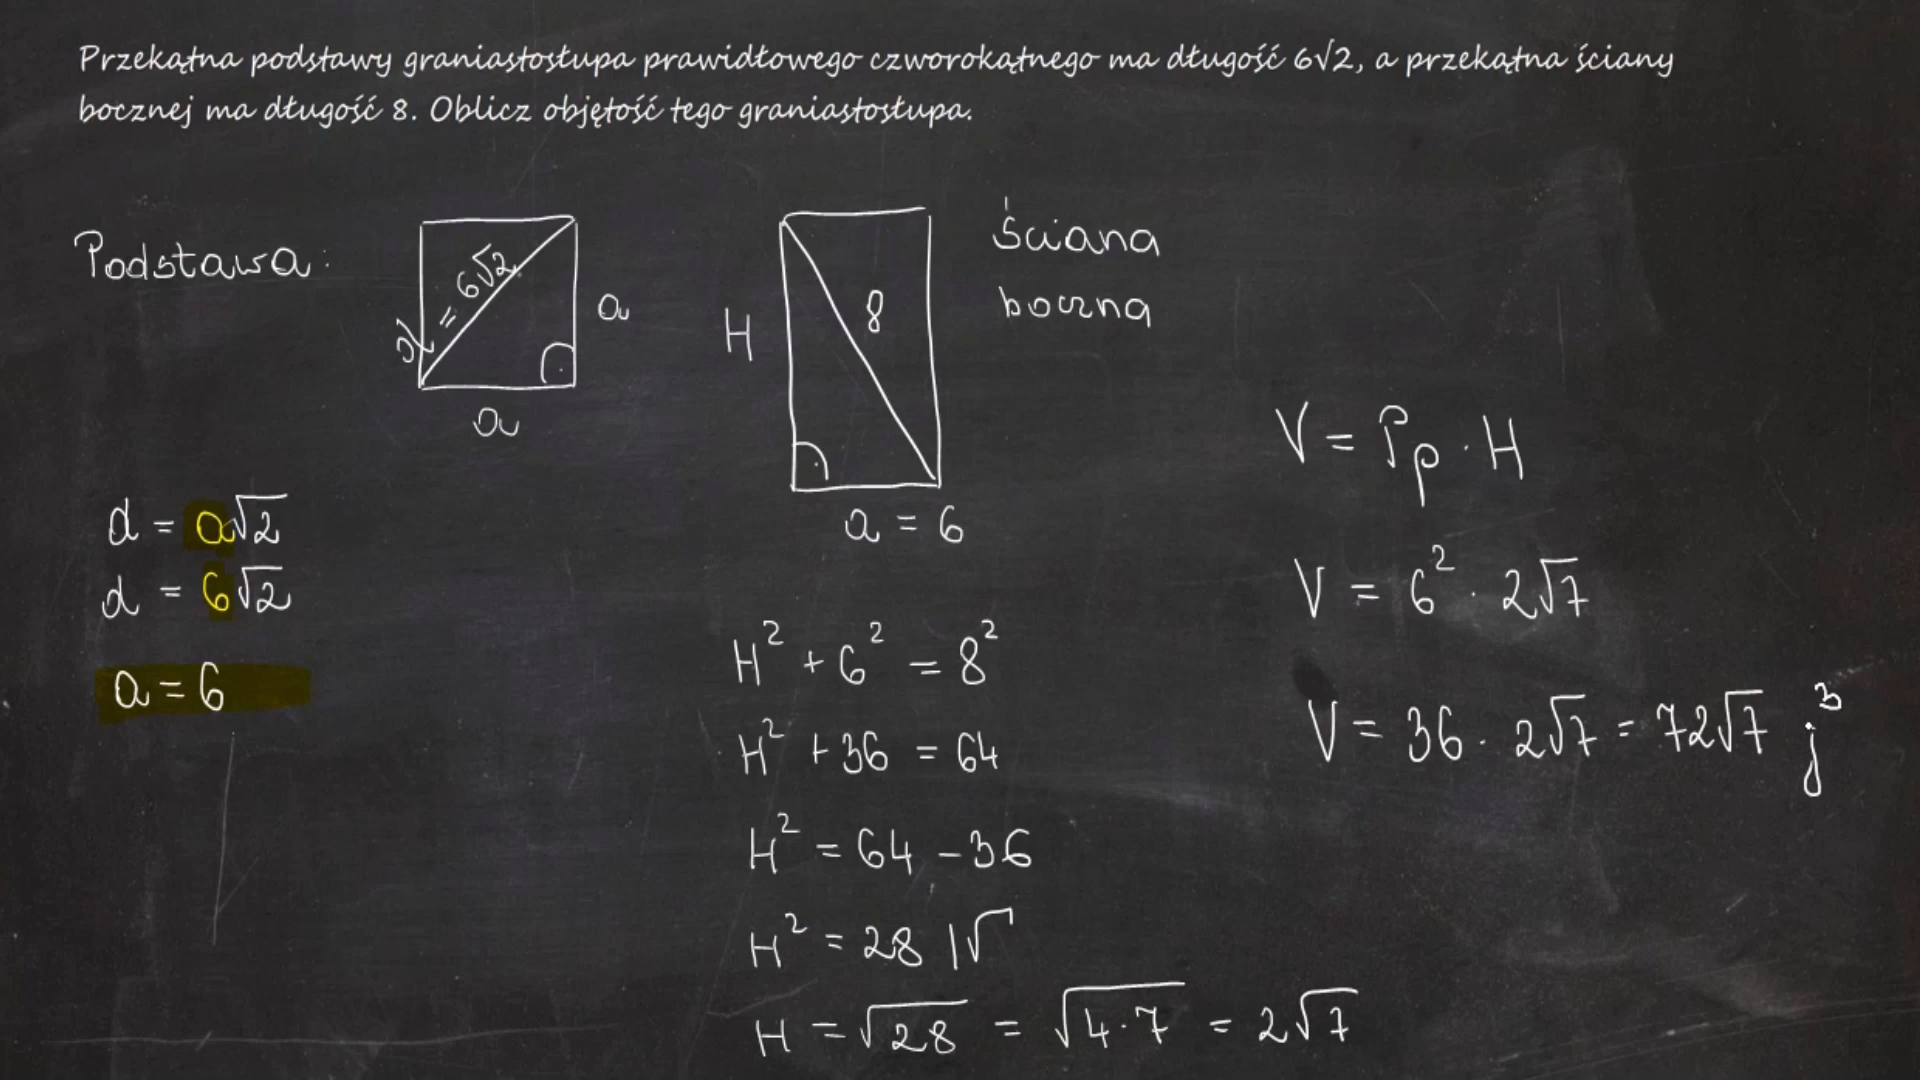 Przekątna podstawy graniastosłupa prawidłowego czworokątnego ma długość 6√2, a przekątna ściany
bocznej ma długość 8. Oblicz objętość tego graniastosłupa.
Podstawa:
d = 6√2
a
a
H
8
a = 6
ściana
boczna
d = a√2
d = 6√2
a = 6
H² + 6² = 8²
H² + 36 = 64
H² = 64 - 36
H² = 28 |√
H = √28 = √4·7 = 2√7
V = Pp · H
V = 6² · 2√7
V = 36 · 2√7 = 72√7 j³